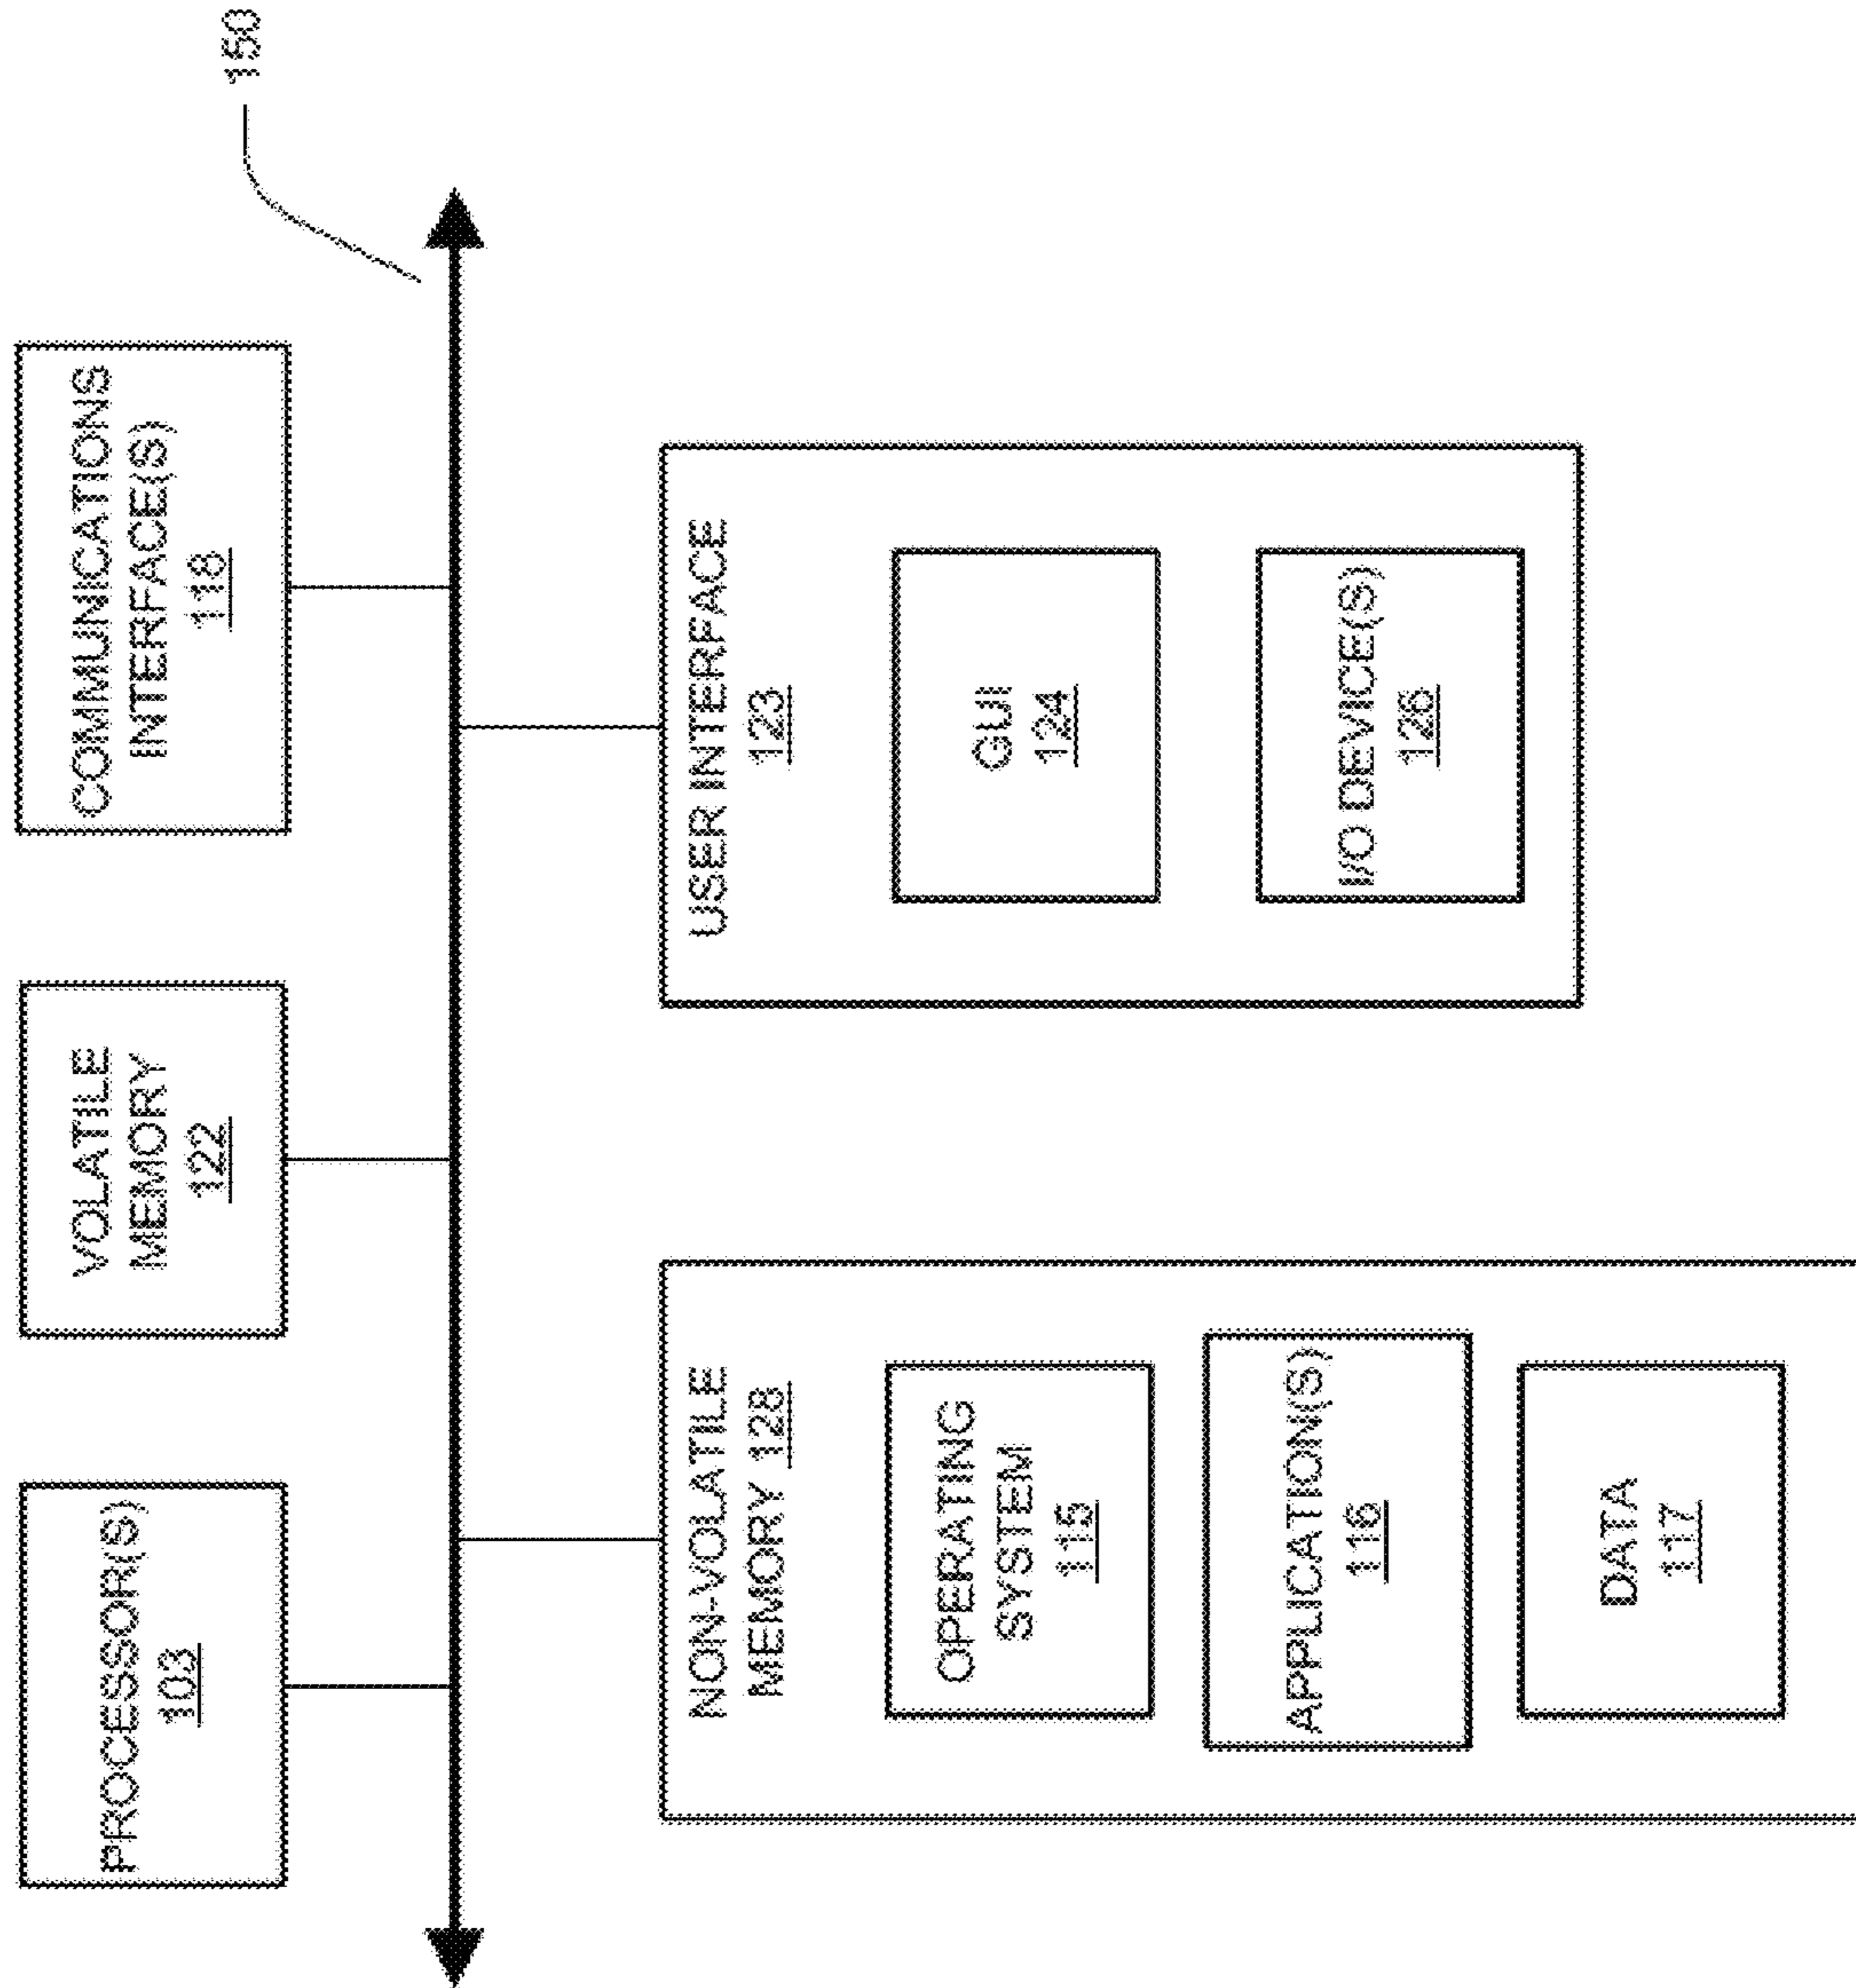 150
PROCESSOR(S)
103
VOLATILE
MEMORY
122
COMMUNICATIONS
INTERFACE(S)
118
NON-VOLATILE
MEMORY 128
OPERATING
SYSTEM
115
APPLICATION(S)
116
DATA
117
USER INTERFACE
123
GUI
124
I/O DEVICE(S)
126